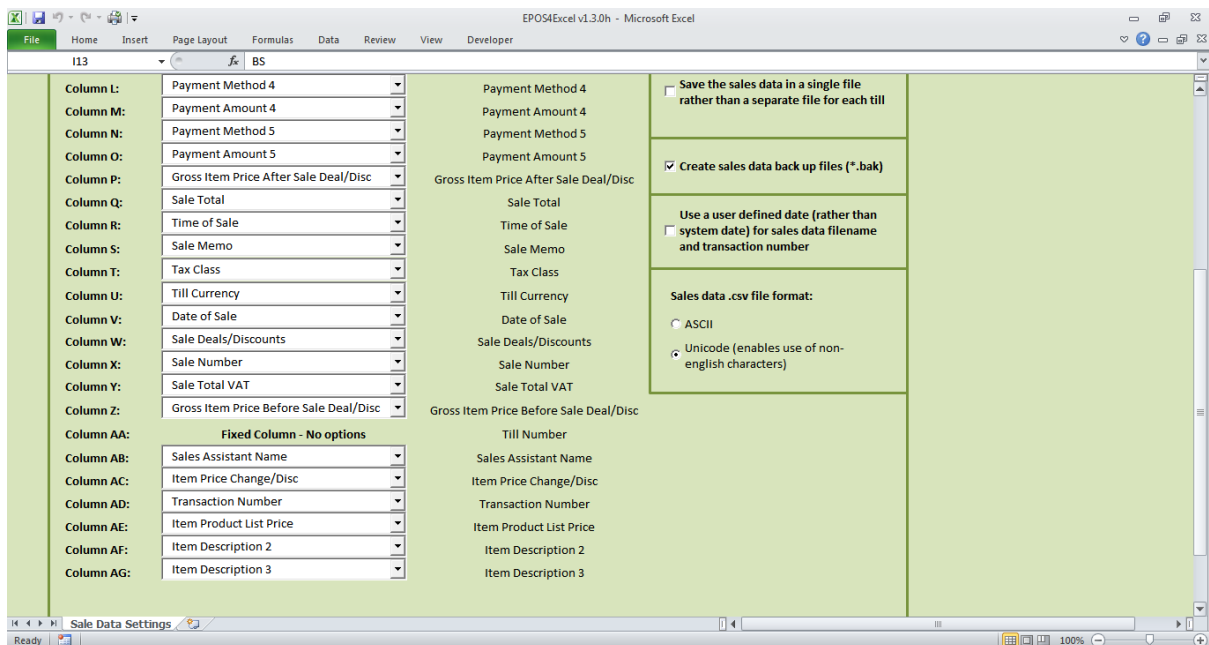 EPOS4Excel v1.3.0h - Microsoft Excel
File Home Insert Page Layout Formulas Data Review View Developer
I13 fx BS
Column L: Payment Method 4 Payment Method 4
Column M: Payment Amount 4 Payment Amount 4
Column N: Payment Method 5 Payment Method 5
Column O: Payment Amount 5 Payment Amount 5
Column P: Gross Item Price After Sale Deal/Disc Gross Item Price After Sale Deal/Disc
Column Q: Sale Total Sale Total
Column R: Time of Sale Time of Sale
Column S: Sale Memo Sale Memo
Column T: Tax Class Tax Class
Column U: Till Currency Till Currency
Column V: Date of Sale Date of Sale
Column W: Sale Deals/Discounts Sale Deals/Discounts
Column X: Sale Number Sale Number
Column Y: Sale Total VAT Sale Total VAT
Column Z: Gross Item Price Before Sale Deal/Disc Gross Item Price Before Sale Deal/Disc
Column AA: Fixed Column - No options Till Number
Column AB: Sales Assistant Name Sales Assistant Name
Column AC: Item Price Change/Disc Item Price Change/Disc
Column AD: Transaction Number Transaction Number
Column AE: Item Product List Price Item Product List Price
Column AF: Item Description 2 Item Description 2
Column AG: Item Description 3 Item Description 3
Save the sales data in a single file
rather than a separate file for each till
Create sales data back up files (*.bak)
Use a user defined date (rather than
system date) for sales data filename
and transaction number
Sales data .csv file format:
ASCII
Unicode (enables use of non-
english characters)
Sale Data Settings
Ready 100%